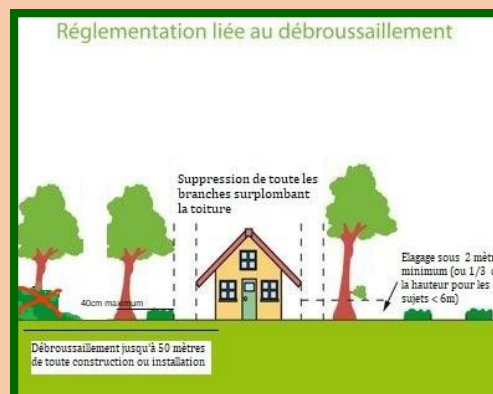 Réglementation liée au débroussaillement
Suppression de toute les
branches surplombant
la toiture
Elagage sous 2
minimum (ou 1/3
la hauteur pour les
sujets < 6m)
40cm maximum
Débroussaillement jusqu'à 50 mètres
de toute construction ou installation